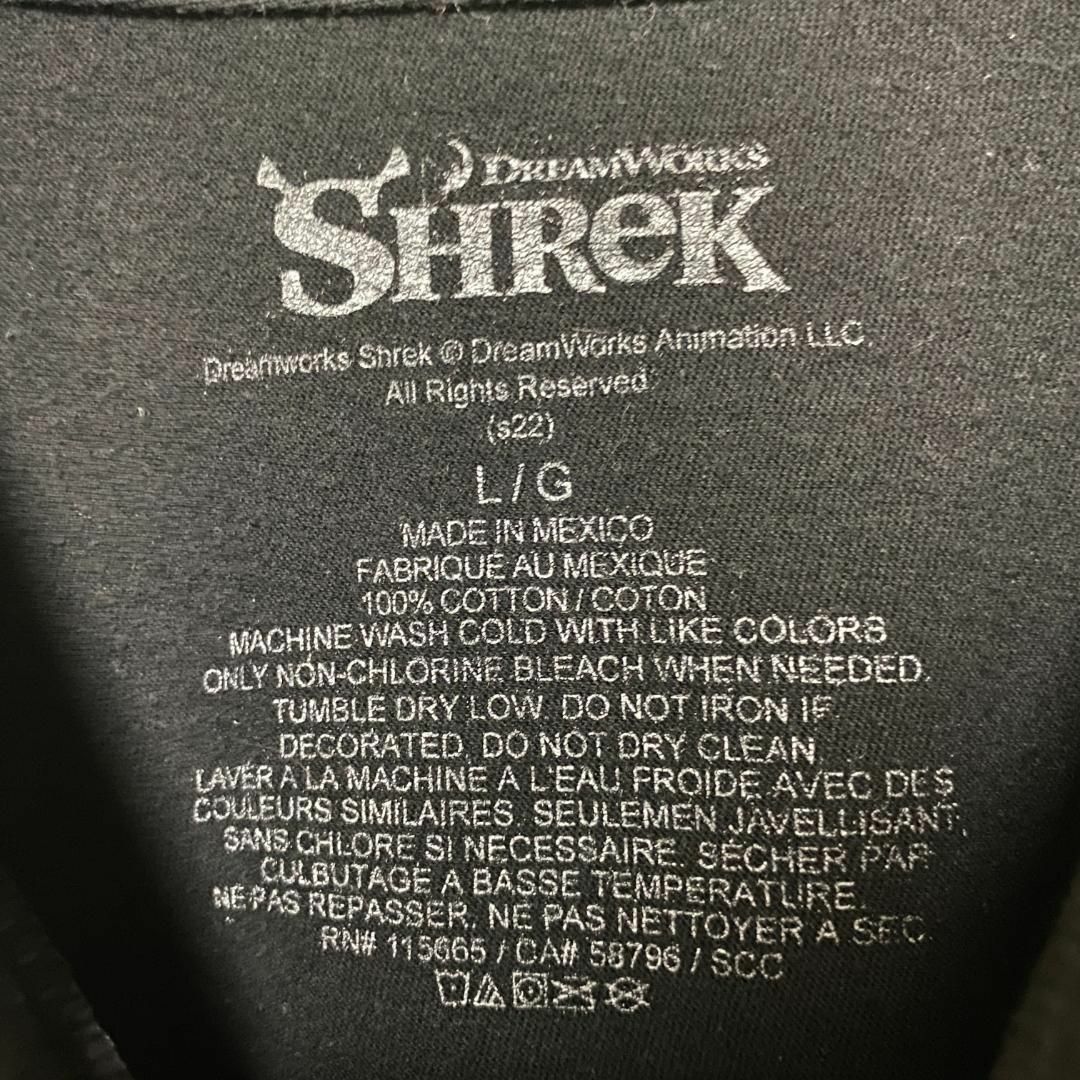 DREAMWORKS
SHREK
Dreamworks Shrek © DreamWorks Animation LLC.
All Rights Reserved
(s22)
L / G
MADE IN MEXICO
FABRIQUÉ AU MEXIQUE
100% COTTON / COTON
MACHINE WASH COLD WITH LIKE COLORS
ONLY NON-CHLORINE BLEACH WHEN NEEDED.
TUMBLE DRY LOW. DO NOT IRON IF
DECORATED. DO NOT DRY CLEAN
LAVER A LA MACHINE A L'EAU FROIDE AVEC DES
COULEURS SIMILAIRES. SEULEMEN JAVELLISANT,
SANS CHLORE SI NECESSAIRE. SECHER PAR
CULBUTAGE A BASSE TEMPERATURE.
NE PAS REPASSER. NE PAS NETTOYER A SEC.
RN# 115665 / CA# 58796 / SCC